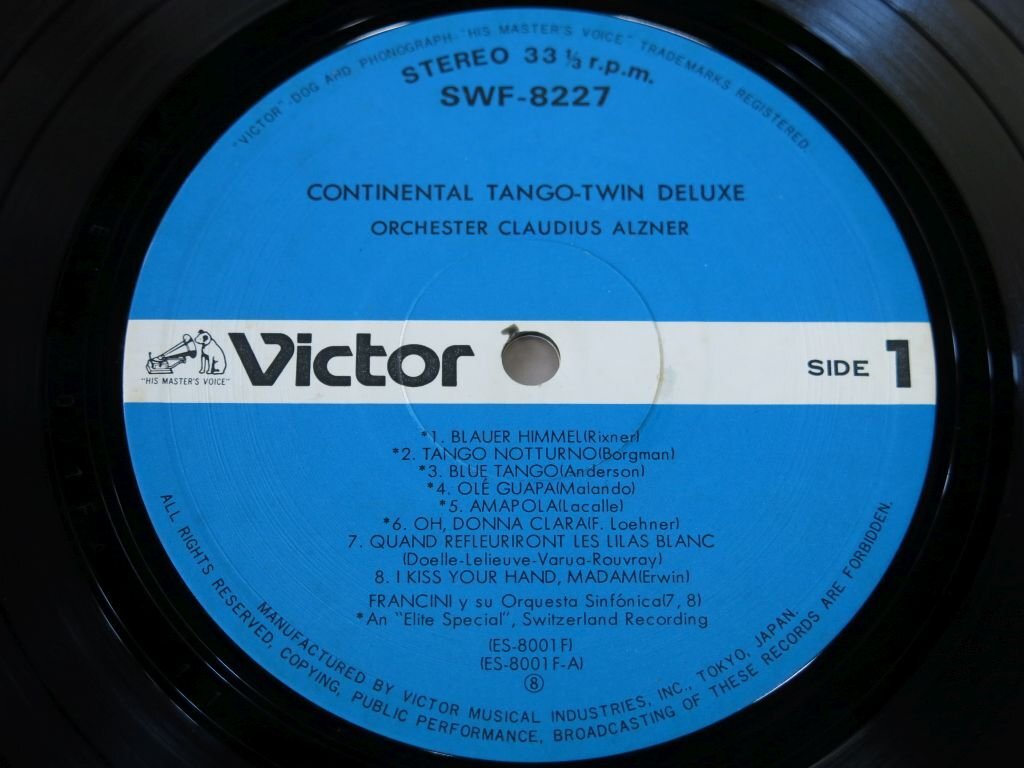 "VICTOR" DOG AND PHONOGRAPH-"HIS MASTER'S VOICE" TRADEMARKS REGISTERED.
STEREO 33 ⅓ r.p.m.
SWF-8227
CONTINENTAL TANGO-TWIN DELUXE
ORCHESTER CLAUDIUS ALZNER
"HIS MASTER'S VOICE"
Victor
SIDE 1
*1. BLAUER HIMMEL(Rixner)
*2. TANGO NOTTURNO(Borgman)
*3. BLUE TANGO(Anderson)
*4. OLÉ GUAPA(Malando)
*5. AMAPOLA(Lacalle)
*6. OH, DONNA CLARA(F. Loehner)
7. QUAND REFLEURIRONT LES LILAS BLANC
(Doelle-Lelieuve-Varua-Rouvray)
8. I KISS YOUR HAND, MADAM(Erwin)
FRANCINI y su Orquesta Sinfónica(7, 8)
*An "Elite Special", Switzerland Recording
(ES-8001F)
(ES-8001F-A)
⑧
MANUFACTURED BY VICTOR MUSICAL INDUSTRIES, INC., TOKYO, JAPAN.
ALL RIGHTS RESERVED, COPYING, PUBLIC PERFORMANCE, BROADCASTING OF THESE RECORDS ARE FORBIDDEN.